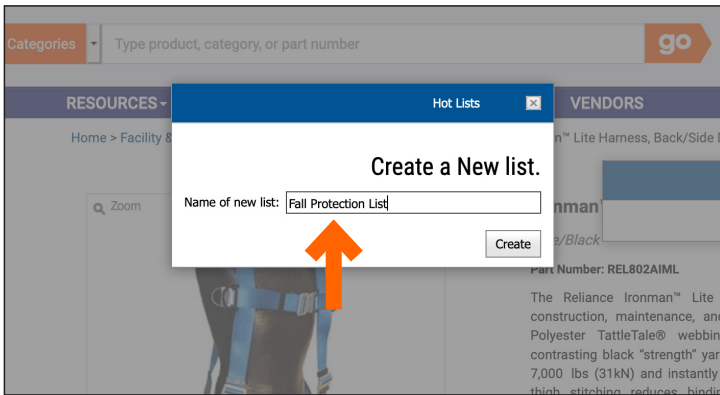 Categories
Type product, category, or part number
go
RESOURCES
VENDORS
Home > Facility &
n™ Lite Harness, Back/Side
Hot Lists
Create a New list.
Name of new list: Fall Protection List
Create
Zoom
nman
e/Black
Part Number: REL802AIML
The Reliance Ironman™ Lite
construction, maintenance, and
Polyester TattleTale® webbin
contrasting black "strength" yar
7,000 lbs (31kN) and instantly
thigh stitching reduces bindin